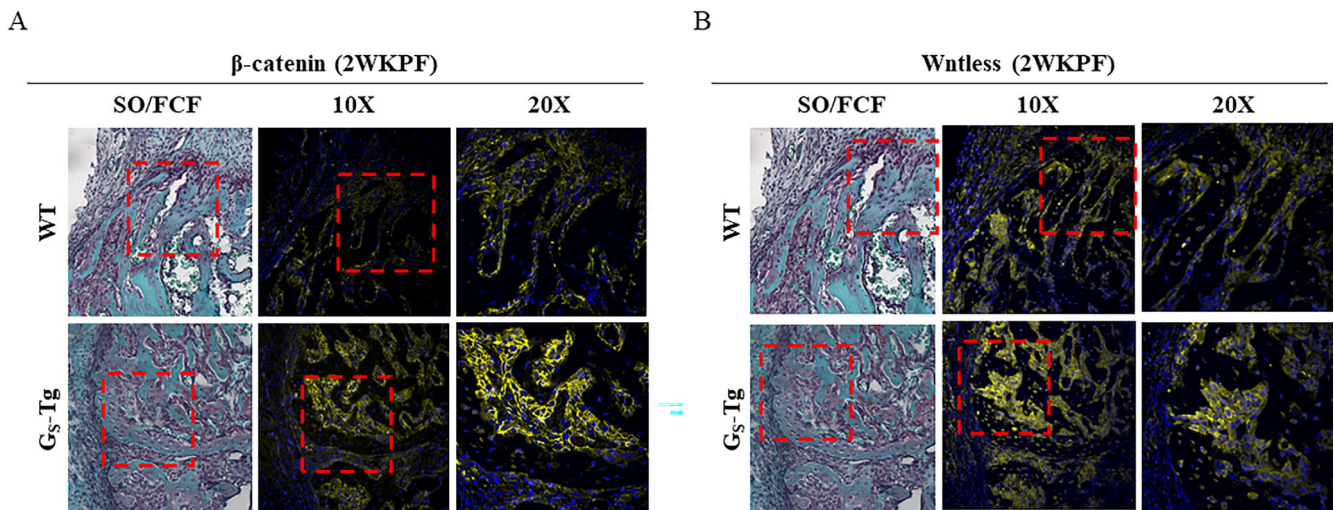 A
β-catenin (2WKPF)
SO/FCF 10X 20X
WT
GS-Tg
B
Wntless (2WKPF)
SO/FCF 10X 20X
WT
GS-Tg